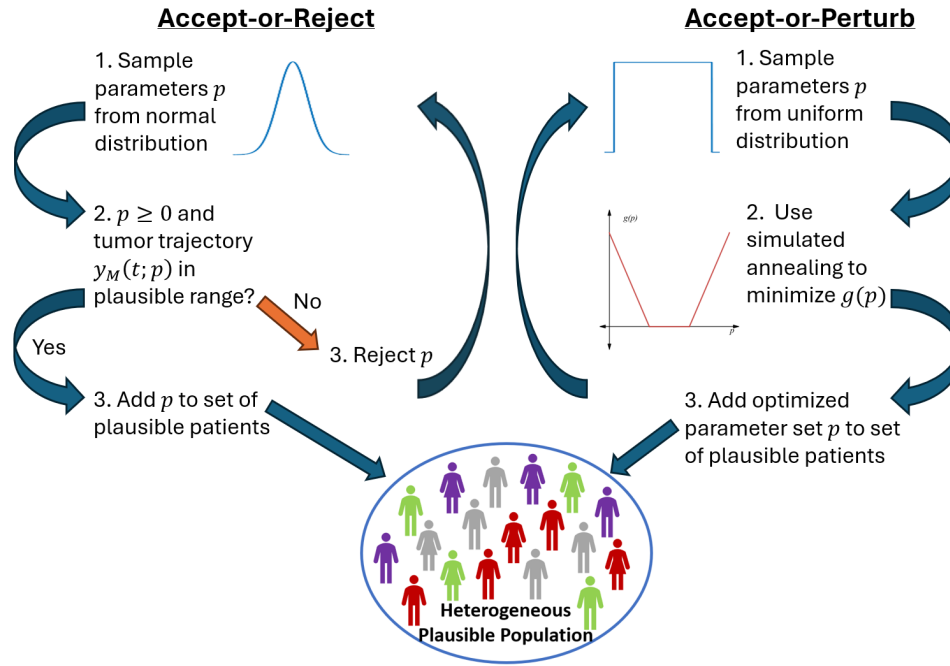 Accept-or-Reject
1. Sample
parameters p
from normal
distribution
2. p ≥ 0 and
tumor trajectory
y_M(t; p) in
plausible range?
No
Yes
3. Reject p
3. Add p to set of
plausible patients
Accept-or-Perturb
1. Sample
parameters p
from uniform
distribution
g(p)
p
2. Use
simulated
annealing to
minimize g(p)
3. Add optimized
parameter set p to set
of plausible patients
Heterogeneous
Plausible Population